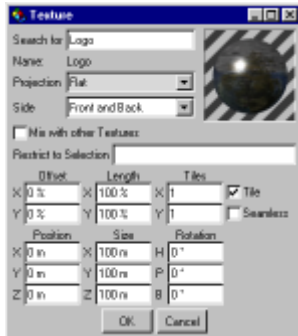 Texture
Search for Logo
Name: Logo
Projection Flat
Side Front and Back
Mix with other Textures
Restrict to Selection
Offset Length Tiles
X 0 % X 100 % X 1 Tile
Y 0 % Y 100 % Y 1 Seamless
Position Size Rotation
X 0 m X 100 m H 0 °
Y 0 m Y 100 m P 0 °
Z 0 m Z 100 m B 0 °
OK Cancel